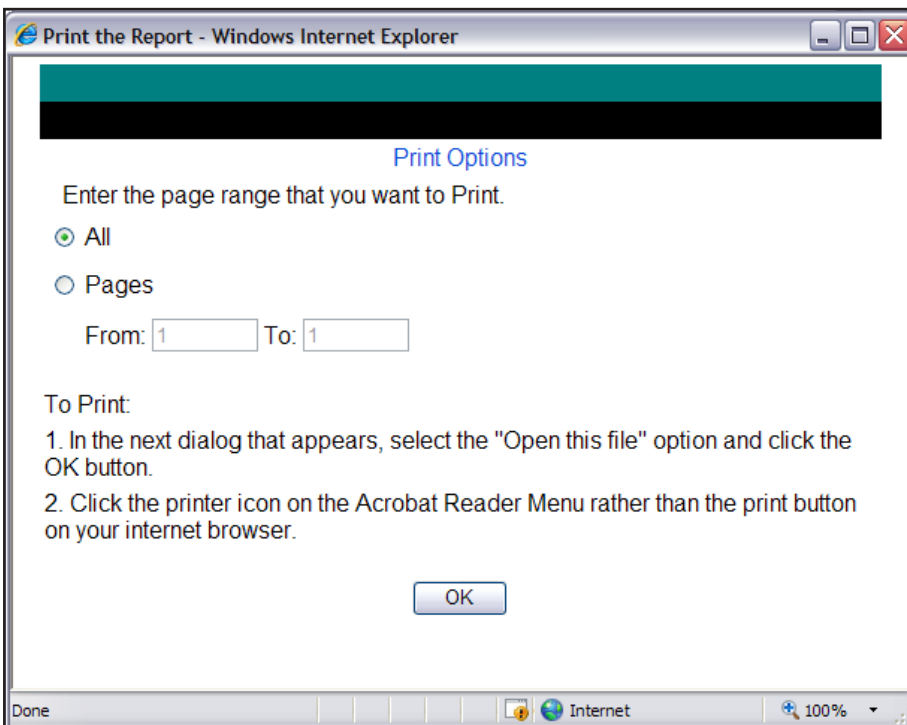 Print the Report - Windows Internet Explorer
Print Options
Enter the page range that you want to Print.
All
Pages
From: 1 To: 1
To Print:
1. In the next dialog that appears, select the "Open this file" option and click the
OK button.
2. Click the printer icon on the Acrobat Reader Menu rather than the print button
on your internet browser.
OK
Done Internet 100%